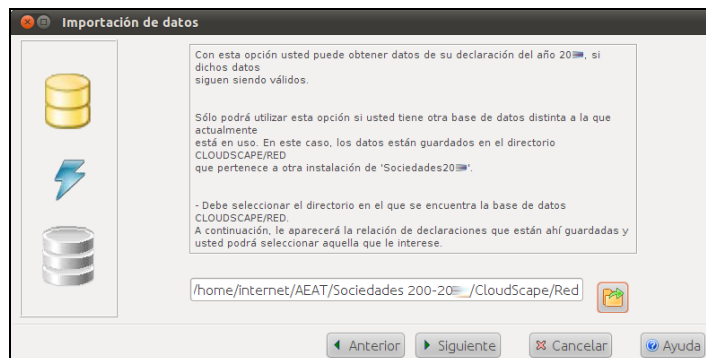 Importación de datos
Con esta opción usted puede obtener datos de su declaración del año 20, si
dichos datos
siguen siendo válidos.
Sólo podrá utilizar esta opción si usted tiene otra base de datos distinta a la que
actualmente
está en uso. En este caso, los datos están guardados en el directorio
CLOUDSCAPE/RED
que pertenece a otra instalación de 'Sociedades20'.
- Debe seleccionar el directorio en el que se encuentra la base de datos
CLOUDSCAPE/RED.
A continuación, le aparecerá la relación de declaraciones que están ahí guardadas y
usted podrá seleccionar aquella que le interese.
/home/internet/AEAT/Sociedades 200-20 /CloudScape/Red
Anterior Siguiente Cancelar Ayuda